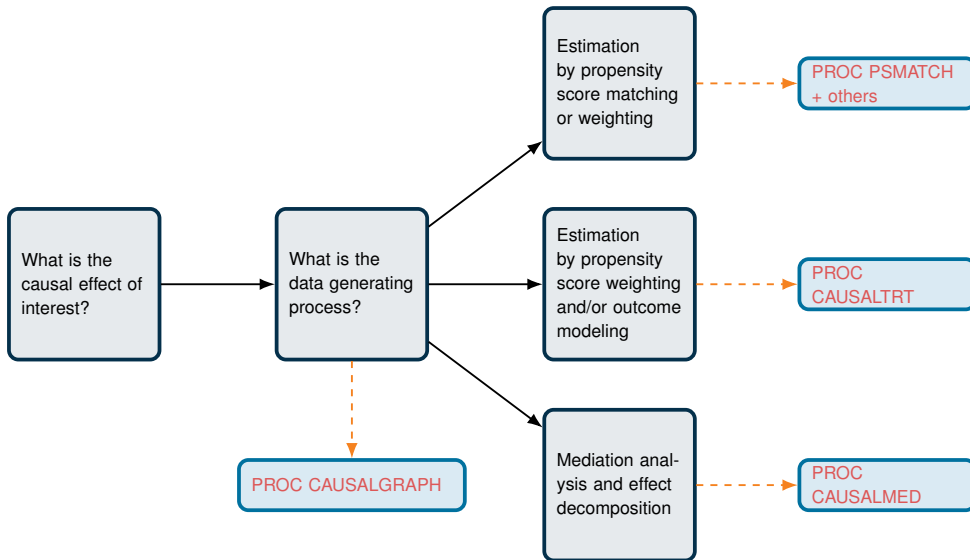 What is the
causal effect of
interest?
What is the
data generating
process?
PROC CAUSALGRAPH
Estimation
by propensity
score matching
or weighting
PROC PSMATCH
+ others
Estimation
by propensity
score weighting
and/or outcome
modeling
PROC
CAUSALTRT
Mediation anal-
ysis and effect
decomposition
PROC
CAUSALMED